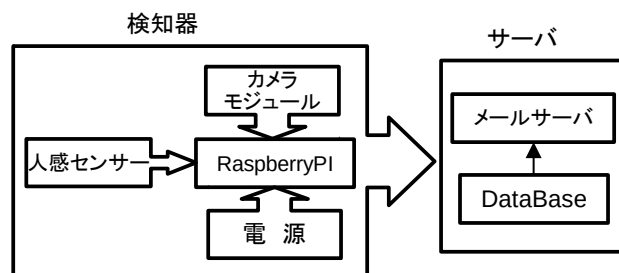 検知器
サーバ
カメラ
モジュール
メールサーバ
人感センサー
RaspberryPI
DataBase
電 源